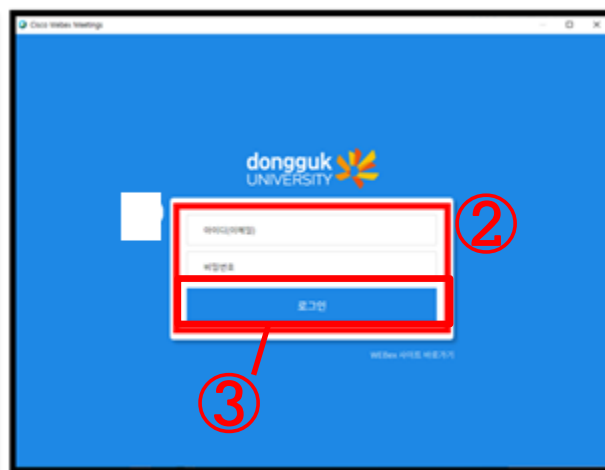 Cisco Webex Meetings
dongguk
UNIVERSITY
아이디(이메일)
②
비밀번호
로그인
WEBex 사이트 바로가기
③